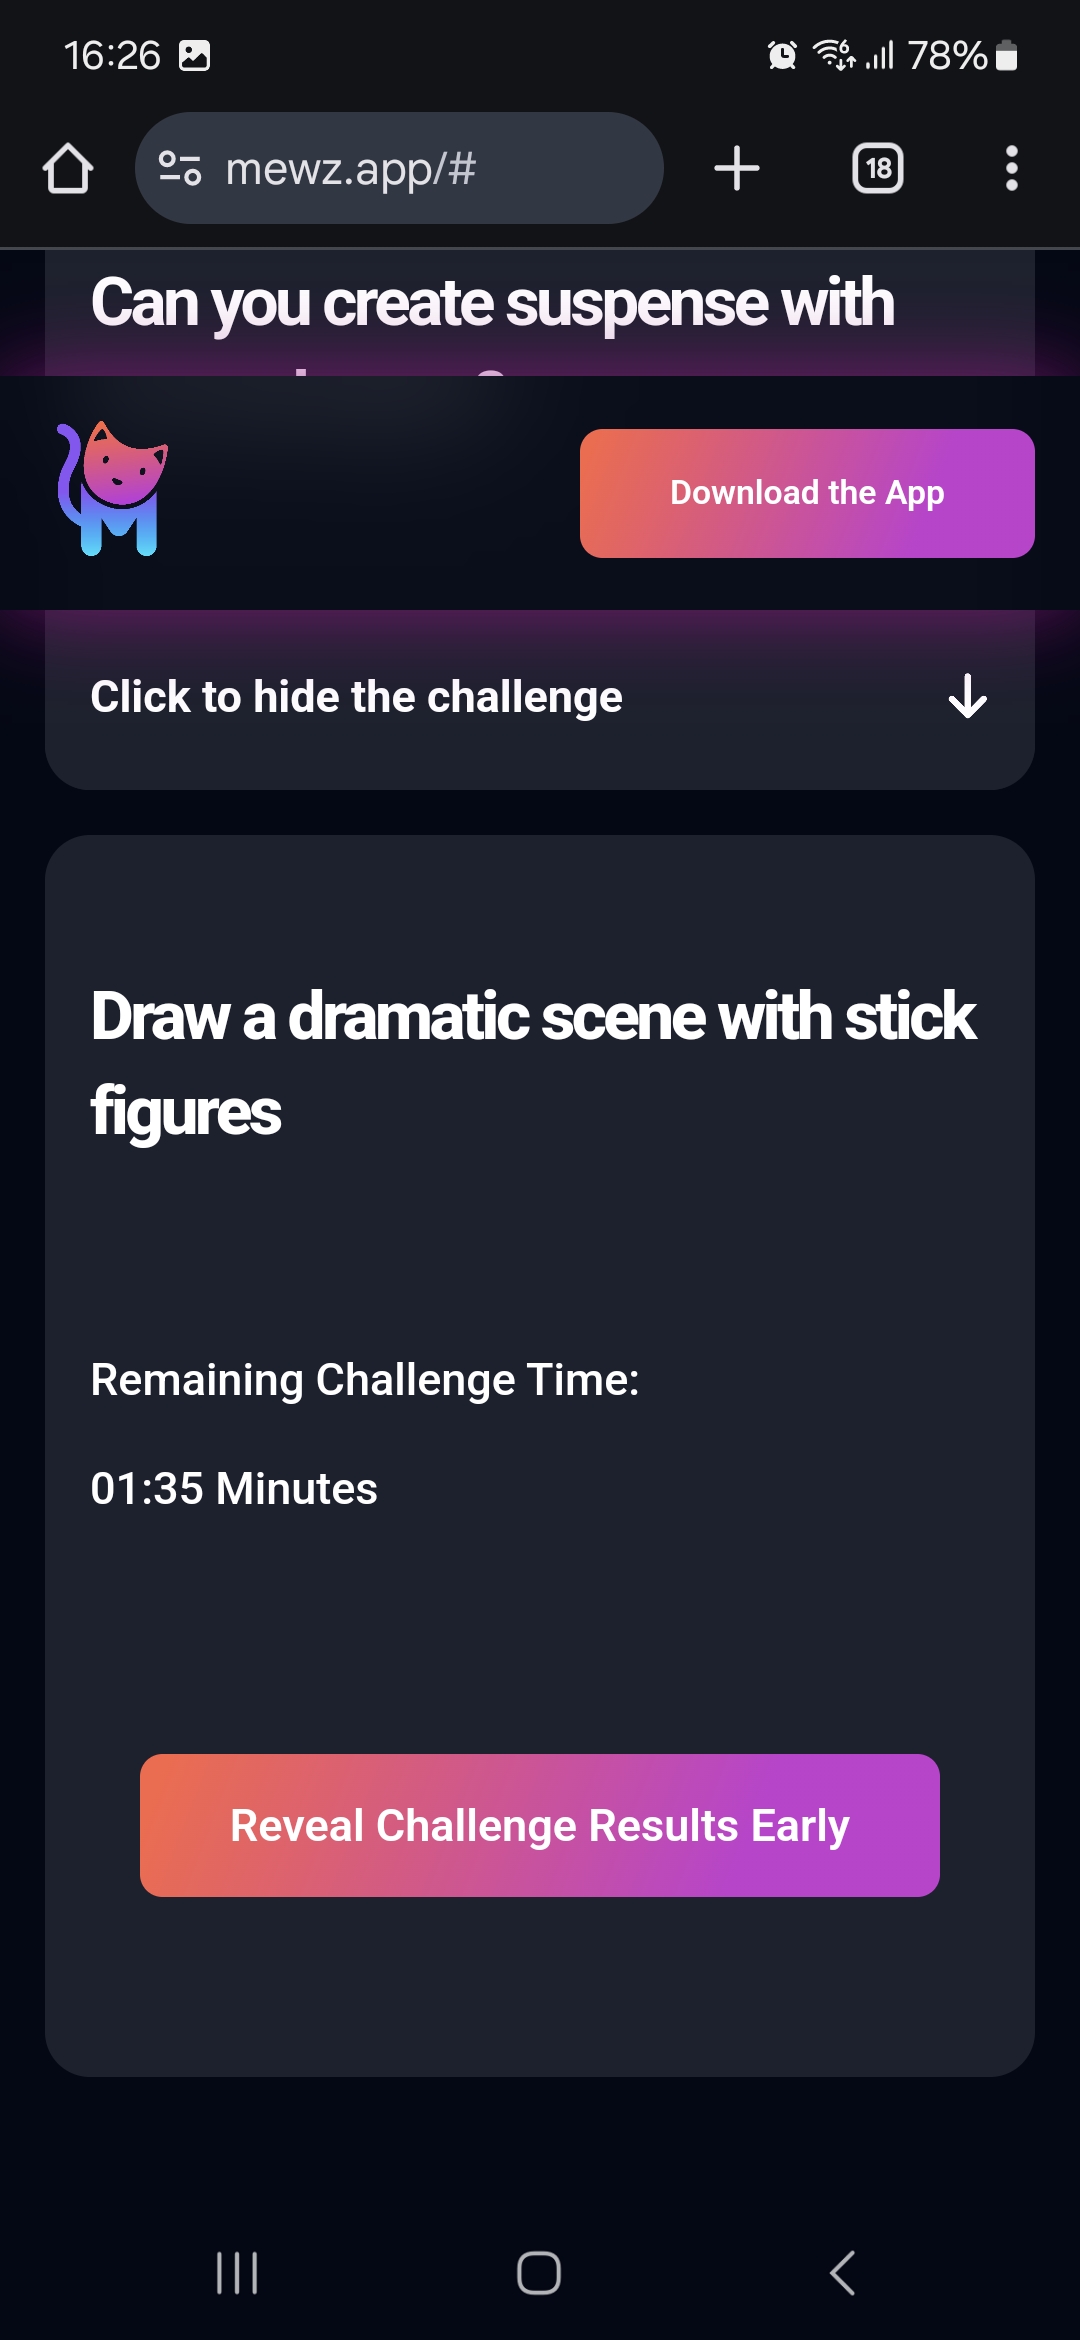 16:26
6
78%
mewz.app/#
18
Can you create suspense with
Download the App
Click to hide the challenge
Draw a dramatic scene with stick
figures
Remaining Challenge Time:
01:35 Minutes
Reveal Challenge Results Early